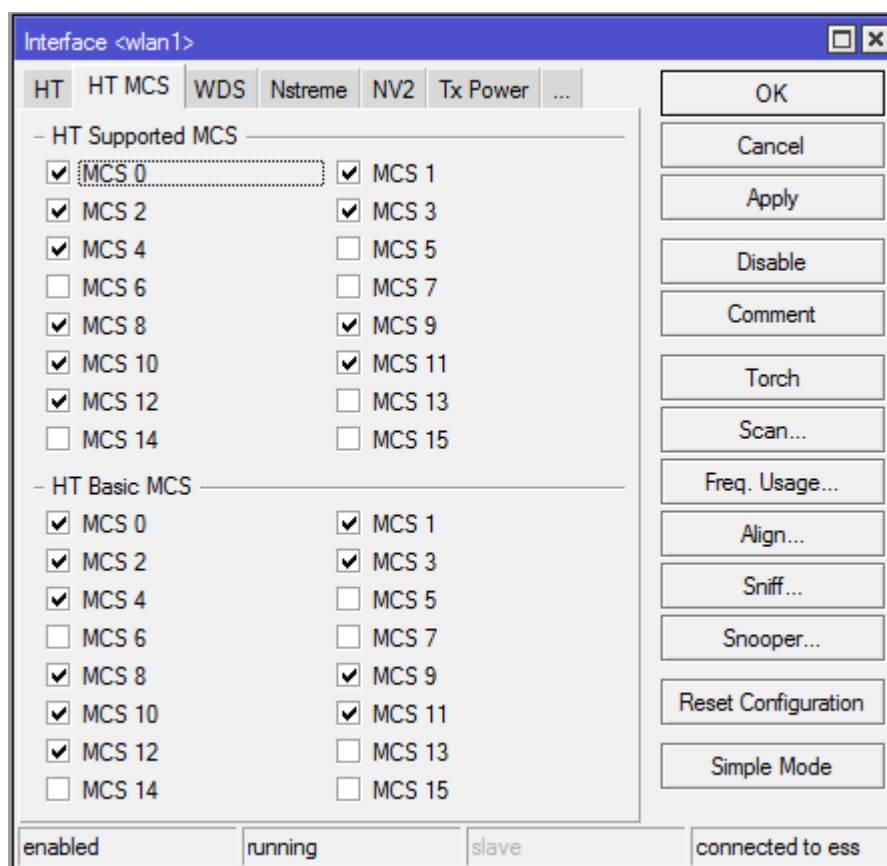 Interface <wlan1>
HT HT MCS WDS Nstreme NV2 Tx Power ...
HT Supported MCS
MCS 0 MCS 1
MCS 2 MCS 3
MCS 4 MCS 5
MCS 6 MCS 7
MCS 8 MCS 9
MCS 10 MCS 11
MCS 12 MCS 13
MCS 14 MCS 15
HT Basic MCS
MCS 0 MCS 1
MCS 2 MCS 3
MCS 4 MCS 5
MCS 6 MCS 7
MCS 8 MCS 9
MCS 10 MCS 11
MCS 12 MCS 13
MCS 14 MCS 15
OK
Cancel
Apply
Disable
Comment
Torch
Scan...
Freq. Usage...
Align...
Sniff...
Snooper...
Reset Configuration
Simple Mode
enabled running slave connected to ess